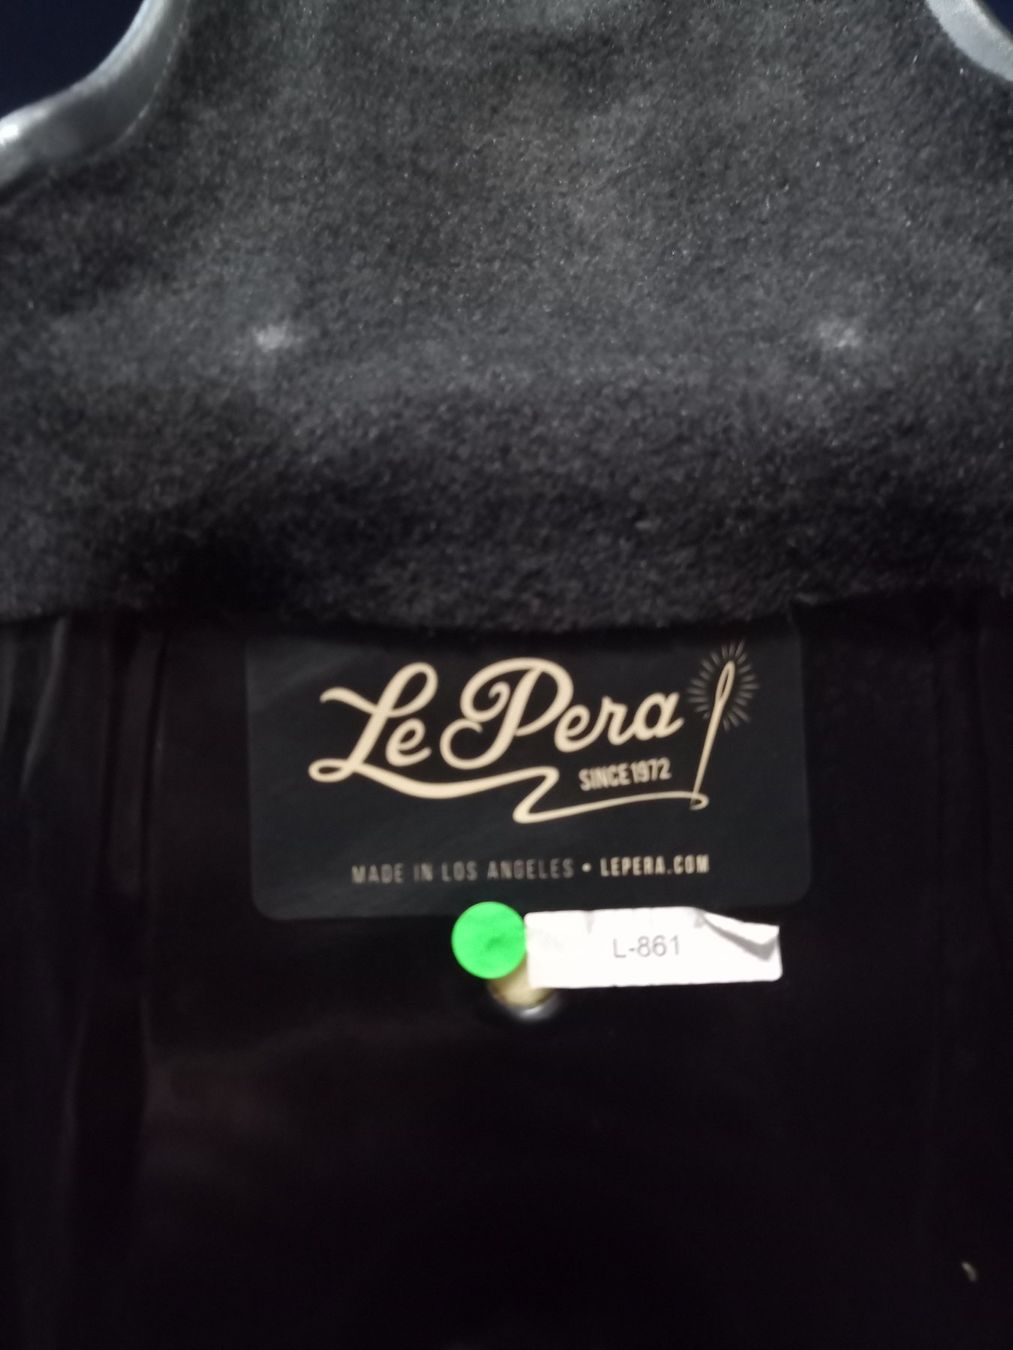 Le Pera
SINCE 1972
MADE IN LOS ANGELES • LEPERA.COM
L-861